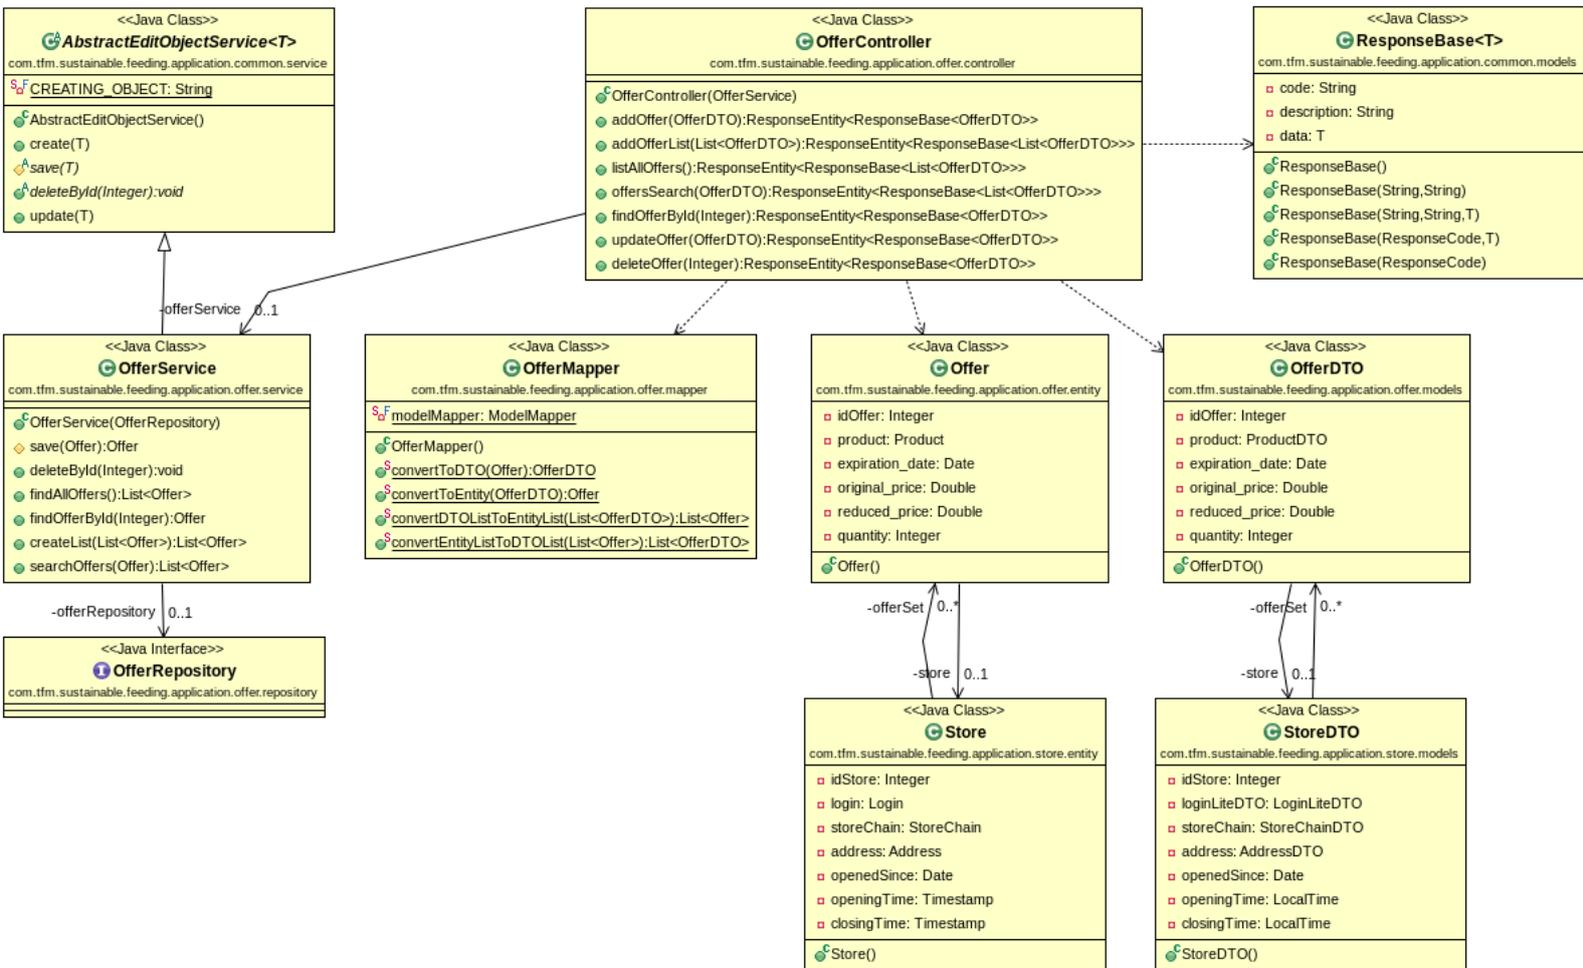 <<Java Class>>
AbstractEditObjectService<T>
com.tfm.sustainable.feeding.application.common.service
CREATING_OBJECT: String
AbstractEditObjectService()
create(T)
save(T)
deleteById(Integer):void
update(T)
<<Java Class>>
OfferController
com.tfm.sustainable.feeding.application.offer.controller
OfferController(OfferService)
addOffer(OfferDTO):ResponseEntity<ResponseBase<OfferDTO>>
addOfferList(List<OfferDTO>):ResponseEntity<ResponseBase<List<OfferDTO>>>
listAllOffers():ResponseEntity<ResponseBase<List<OfferDTO>>>
offersSearch(OfferDTO):ResponseEntity<ResponseBase<List<OfferDTO>>>
findOfferById(Integer):ResponseEntity<ResponseBase<OfferDTO>>
updateOffer(OfferDTO):ResponseEntity<ResponseBase<OfferDTO>>
deleteOffer(Integer):ResponseEntity<ResponseBase<OfferDTO>>
<<Java Class>>
ResponseBase<T>
com.tfm.sustainable.feeding.application.common.models
code: String
description: String
data: T
ResponseBase()
ResponseBase(String,String)
ResponseBase(String,String,T)
ResponseBase(ResponseCode,T)
ResponseBase(ResponseCode)
-offerService 0..1
<<Java Class>>
OfferService
com.tfm.sustainable.feeding.application.offer.service
OfferService(OfferRepository)
save(Offer):Offer
deleteById(Integer):void
findAllOffers():List<Offer>
findOfferById(Integer):Offer
createList(List<Offer>):List<Offer>
searchOffers(Offer):List<Offer>
<<Java Class>>
OfferMapper
com.tfm.sustainable.feeding.application.offer.mapper
modelMapper: ModelMapper
OfferMapper()
convertToDTO(Offer):OfferDTO
convertToEntity(OfferDTO):Offer
convertDTOListToEntityList(List<OfferDTO>):List<Offer>
convertEntityListToDTOList(List<Offer>):List<OfferDTO>
<<Java Class>>
Offer
com.tfm.sustainable.feeding.application.offer.entity
idOffer: Integer
product: Product
expiration_date: Date
original_price: Double
reduced_price: Double
quantity: Integer
Offer()
<<Java Class>>
OfferDTO
com.tfm.sustainable.feeding.application.offer.models
idOffer: Integer
product: ProductDTO
expiration_date: Date
original_price: Double
reduced_price: Double
quantity: Integer
OfferDTO()
-offerRepository 0..1
<<Java Interface>>
OfferRepository
com.tfm.sustainable.feeding.application.offer.repository
-offerSet 0..*
-store 0..1
<<Java Class>>
Store
com.tfm.sustainable.feeding.application.store.entity
idStore: Integer
login: Login
storeChain: StoreChain
address: Address
openedSince: Date
openingTime: Timestamp
closingTime: Timestamp
Store()
-offerSet 0..*
-store 0..1
<<Java Class>>
StoreDTO
com.tfm.sustainable.feeding.application.store.models
idStore: Integer
loginLiteDTO: LoginLiteDTO
storeChain: StoreChainDTO
address: AddressDTO
openedSince: Date
openingTime: LocalTime
closingTime: LocalTime
StoreDTO()